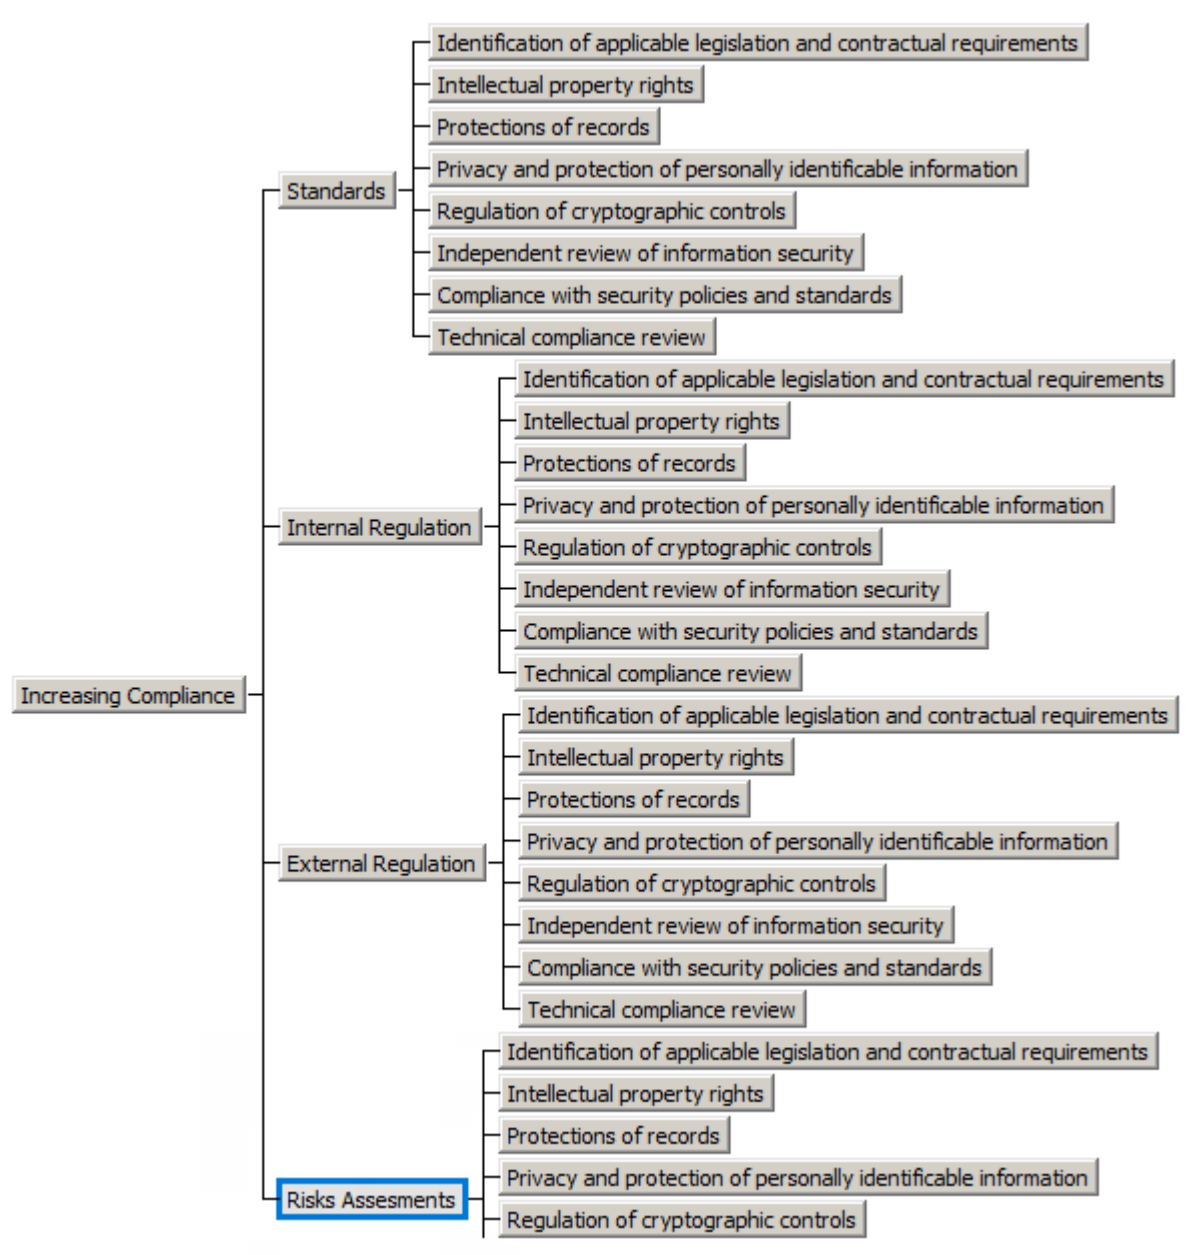 Increasing Compliance
Standards
Identification of applicable legislation and contractual requirements
Intellectual property rights
Protections of records
Privacy and protection of personally identificable information
Regulation of cryptographic controls
Independent review of information security
Compliance with security policies and standards
Technical compliance review
Internal Regulation
Identification of applicable legislation and contractual requirements
Intellectual property rights
Protections of records
Privacy and protection of personally identificable information
Regulation of cryptographic controls
Independent review of information security
Compliance with security policies and standards
Technical compliance review
External Regulation
Identification of applicable legislation and contractual requirements
Intellectual property rights
Protections of records
Privacy and protection of personally identificable information
Regulation of cryptographic controls
Independent review of information security
Compliance with security policies and standards
Technical compliance review
Risks Assesments
Identification of applicable legislation and contractual requirements
Intellectual property rights
Protections of records
Privacy and protection of personally identificable information
Regulation of cryptographic controls